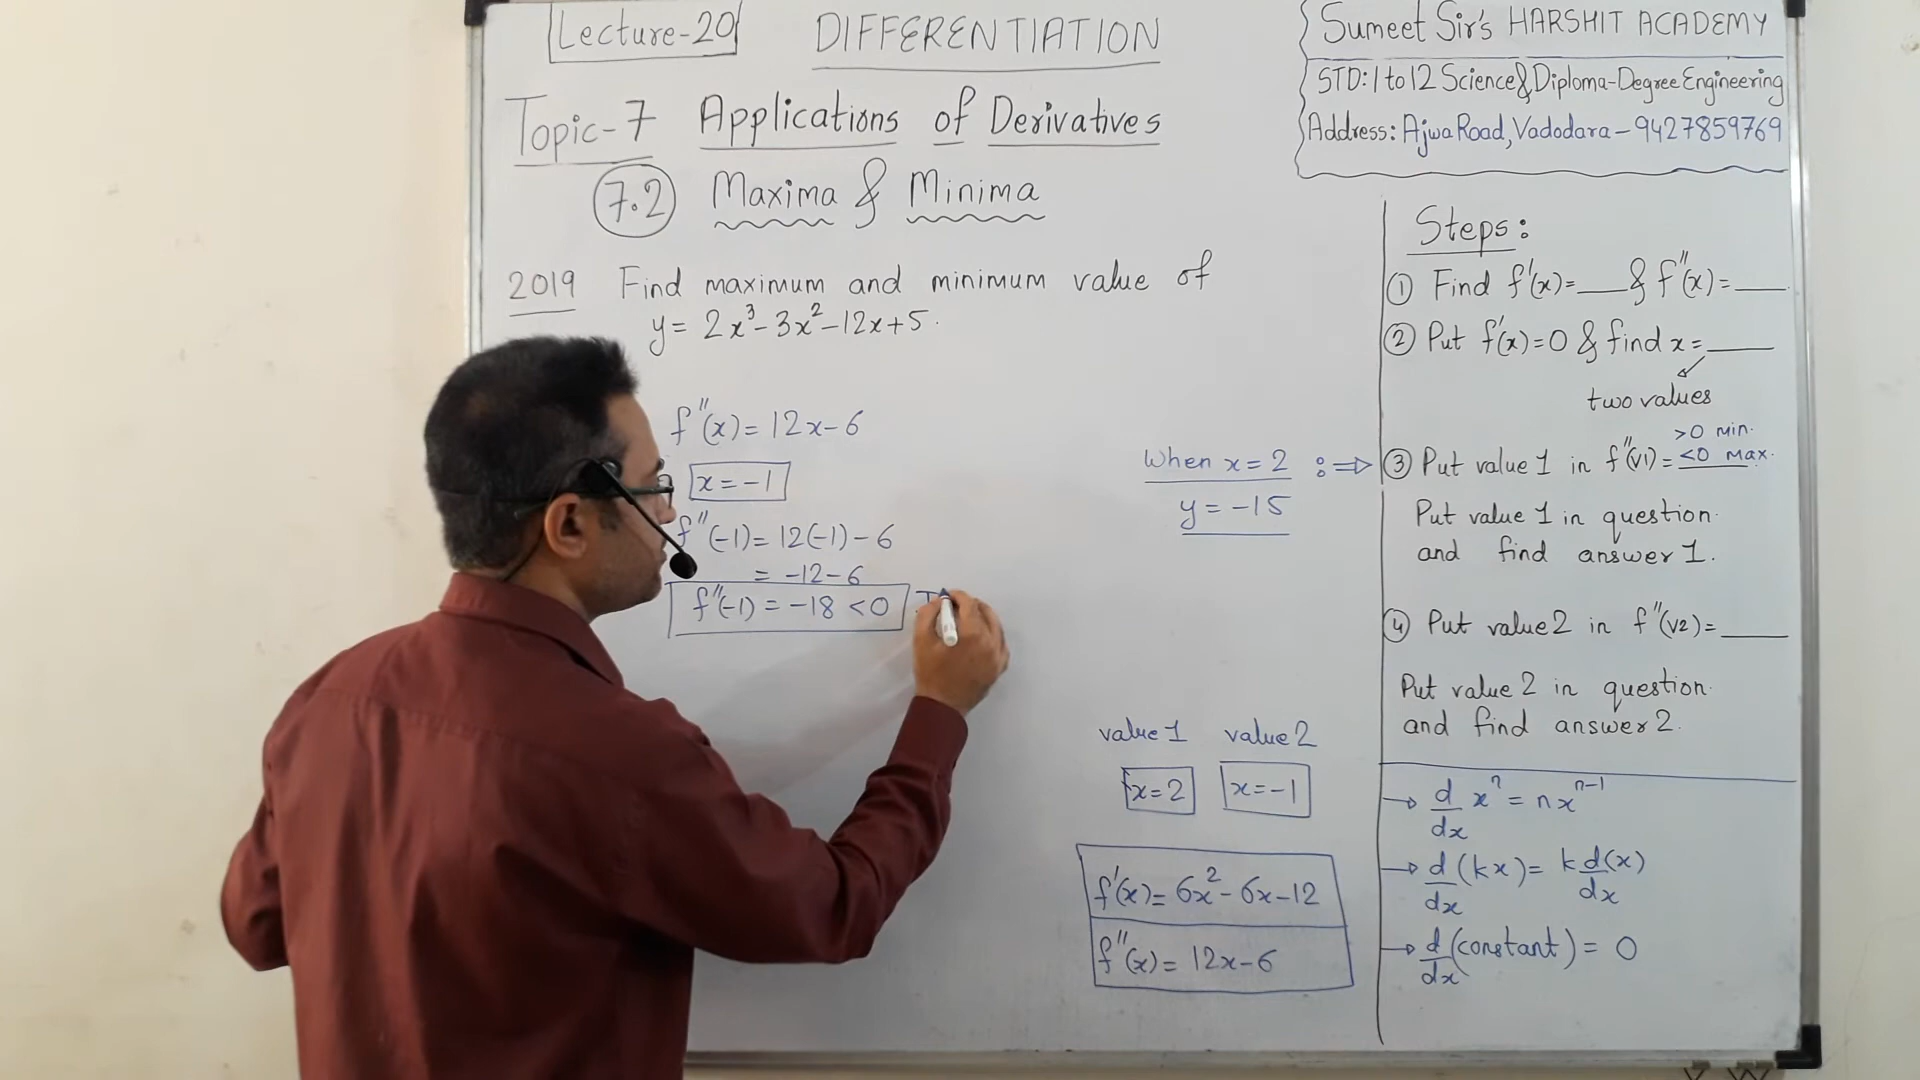 Lecture-20 DIFFERENTIATION
Topic-7 Applications of Derivatives
7.2 Maxima & Minima
2019 Find maximum and minimum value of
y = 2x³-3x²-12x+5.
f''(x) = 12x-6
x = -1
f''(-1) = 12(-1) - 6
= -12-6
f''(-1) = -18 <0
When x=2 :⇒
y = -15
value 1 value 2
x=2 x=-1
f'(x) = 6x²-6x-12
f''(x) = 12x-6
Sumeet Sir's HARSHIT ACADEMY
STD: 1 to 12 Science & Diploma-Degree Engineering
Address: Ajwa Road, Vadodara - 9427859769
Steps:
① Find f'(x)=___ & f''(x)=___
② Put f'(x)=0 & find x=___
two values
>0 min.
③ Put value 1 in f''(v1) = <0 max.
Put value 1 in question
and find answer 1.
④ Put value 2 in f''(v2)=___
Put value 2 in question
and find answer 2.
→ d/dx xⁿ = nxⁿ⁻¹
→ d/dx (kx) = k d/dx (x)
→ d/dx (constant) = 0